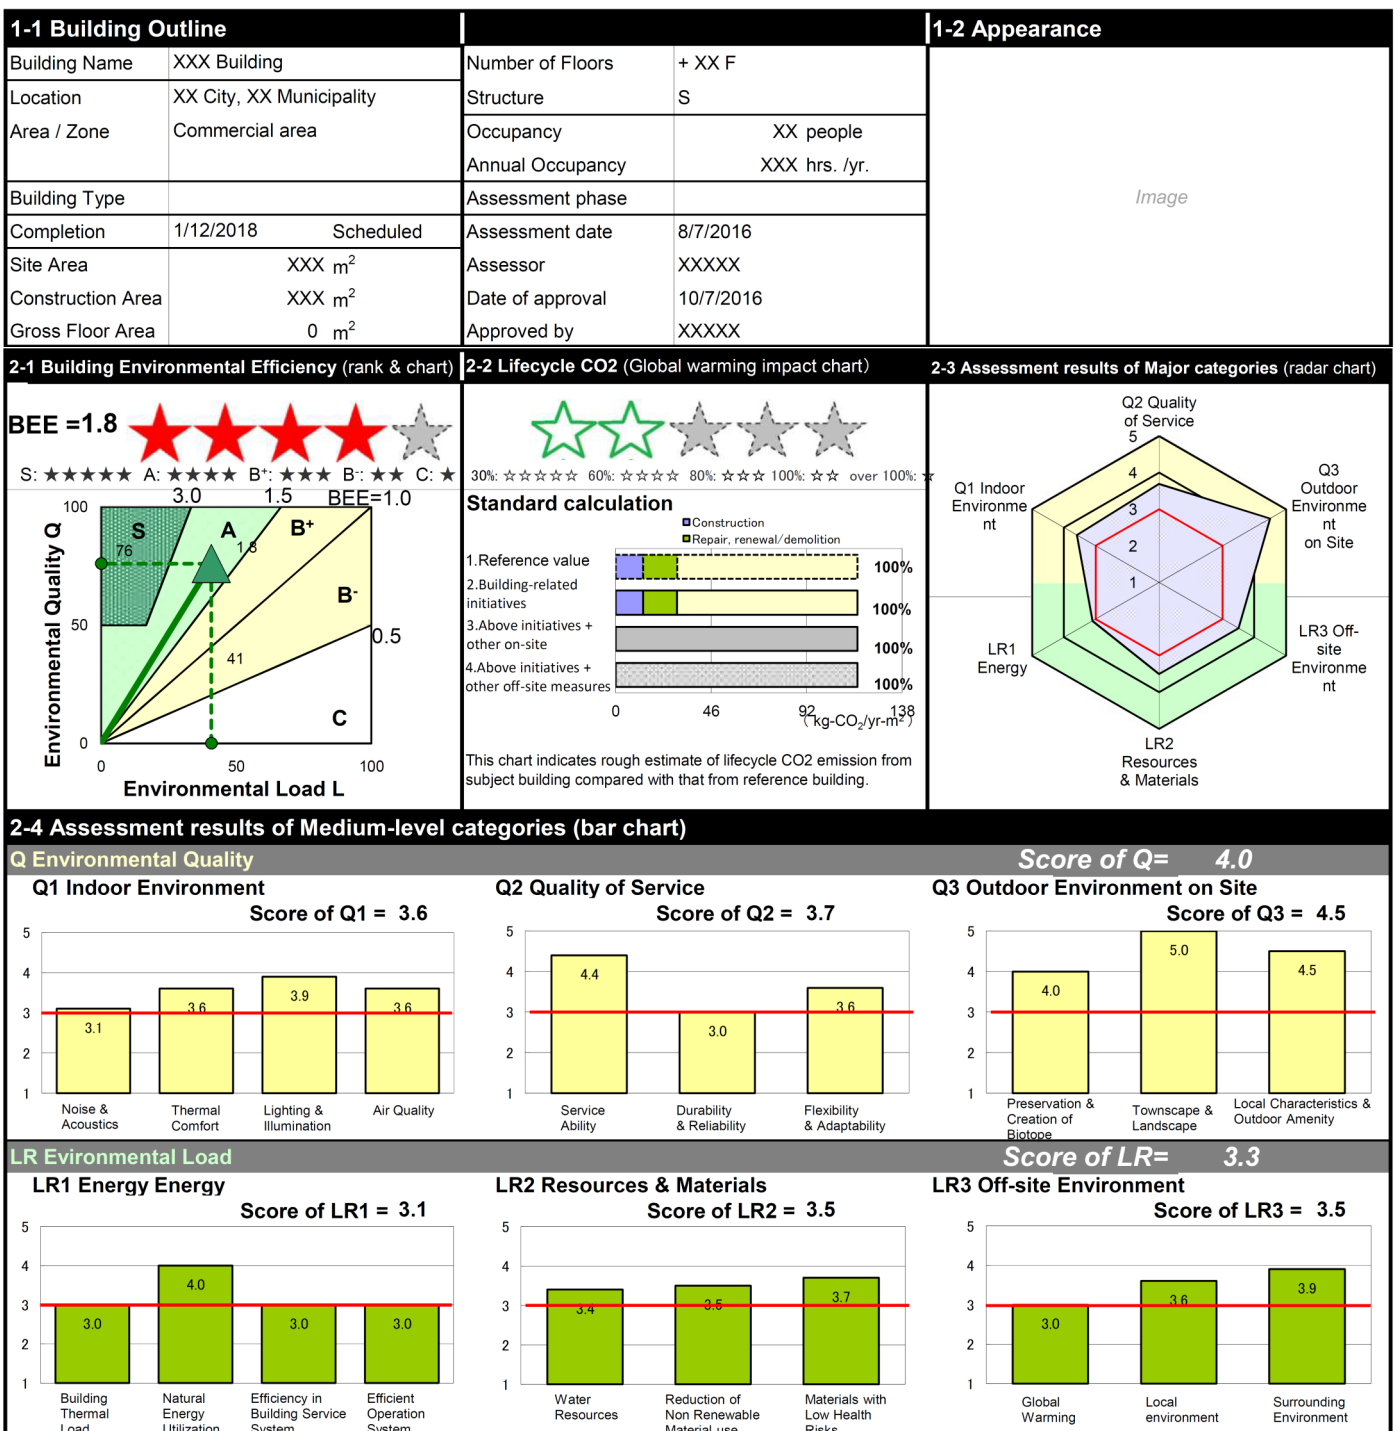 1-1 Building Outline
1-2 Appearance
Building Name XXX Building
Number of Floors + XX F
Location XX City, XX Municipality
Structure S
Area / Zone Commercial area
Occupancy XX people
Annual Occupancy XXX hrs. /yr.
Building Type
Assessment phase
Image
Completion 1/12/2018 Scheduled
Assessment date 8/7/2016
Site Area XXX m2
Assessor XXXXX
Construction Area XXX m2
Date of approval 10/7/2016
Gross Floor Area 0 m2
Approved by XXXXX
2-1 Building Environmental Efficiency (rank & chart)
BEE =1.8
S: ★★★★★ A: ★★★★ B+: ★★★ B-: ★★ C: ★
3.0 1.5 BEE=1.0
100
S A B+
76 1.8
B-
50
0.5
41
C
0
0 50 100
Environmental Quality Q
Environmental Load L
2-2 Lifecycle CO2 (Global warming impact chart)
30%: ☆☆☆☆☆ 60%: ☆☆☆☆ 80%: ☆☆☆ 100%: ☆☆ over 100%: ☆
Standard calculation
Construction
Repair, renewal/demolition
1.Reference value 100%
2.Building-related
initiatives 100%
3.Above initiatives +
other on-site 100%
4.Above initiatives +
other off-site measures 100%
0 46 92 138
(kg-CO2/yr-m2)
This chart indicates rough estimate of lifecycle CO2 emission from
subject building compared with that from reference building.
2-3 Assessment results of Major categories (radar chart)
Q2 Quality
of Service
5
4
3
2
1
Q1 Indoor
Environme
nt
Q3
Outdoor
Environme
nt
on Site
LR1
Energy
LR3 Off-
site
Environme
nt
LR2
Resources
& Materials
2-4 Assessment results of Medium-level categories (bar chart)
Q Environmental Quality Score of Q= 4.0
Q1 Indoor Environment
Score of Q1 = 3.6
5
4
3
2
1
3.1 3.6 3.9 3.6
Noise &
Acoustics
Thermal
Comfort
Lighting &
Illumination
Air Quality
Q2 Quality of Service
Score of Q2 = 3.7
5
4
3
2
1
4.4 3.0 3.6
Service
Ability
Durability
& Reliability
Flexibility
& Adaptability
Q3 Outdoor Environment on Site
Score of Q3 = 4.5
5
4
3
2
1
4.0 5.0 4.5
Preservation &
Creation of
Biotope
Townscape &
Landscape
Local Characteristics &
Outdoor Amenity
LR Evironmental Load Score of LR= 3.3
LR1 Energy Energy
Score of LR1 = 3.1
5
4
3
2
1
3.0 4.0 3.0 3.0
Building
Thermal
Load
Natural
Energy
Utilization
Efficiency in
Building Service
System
Efficient
Operation
System
LR2 Resources & Materials
Score of LR2 = 3.5
5
4
3
2
1
3.4 3.5 3.7
Water
Resources
Reduction of
Non Renewable
Material use
Materials with
Low Health
Risks
LR3 Off-site Environment
Score of LR3 = 3.5
5
4
3
2
1
3.0 3.6 3.9
Global
Warming
Local
environment
Surrounding
Environment